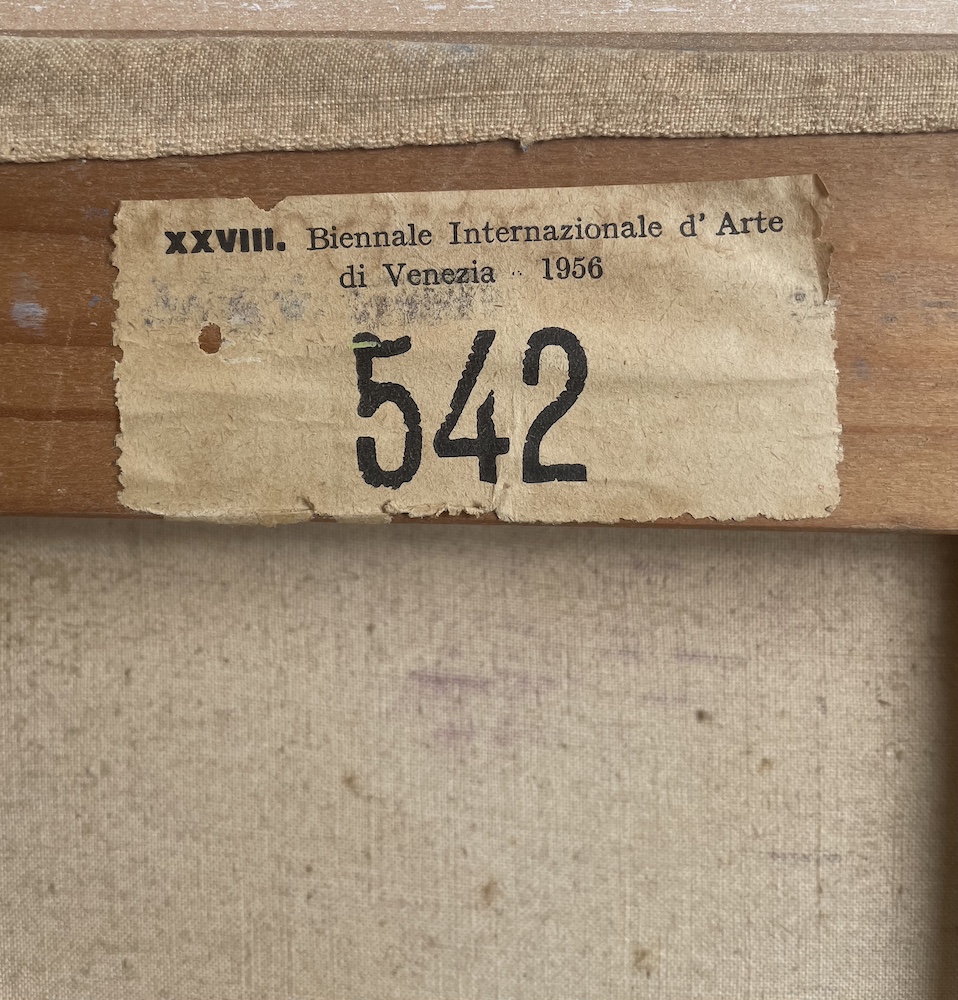 XXVIII. Biennale Internazionale d' Arte
di Venezia - 1956
542